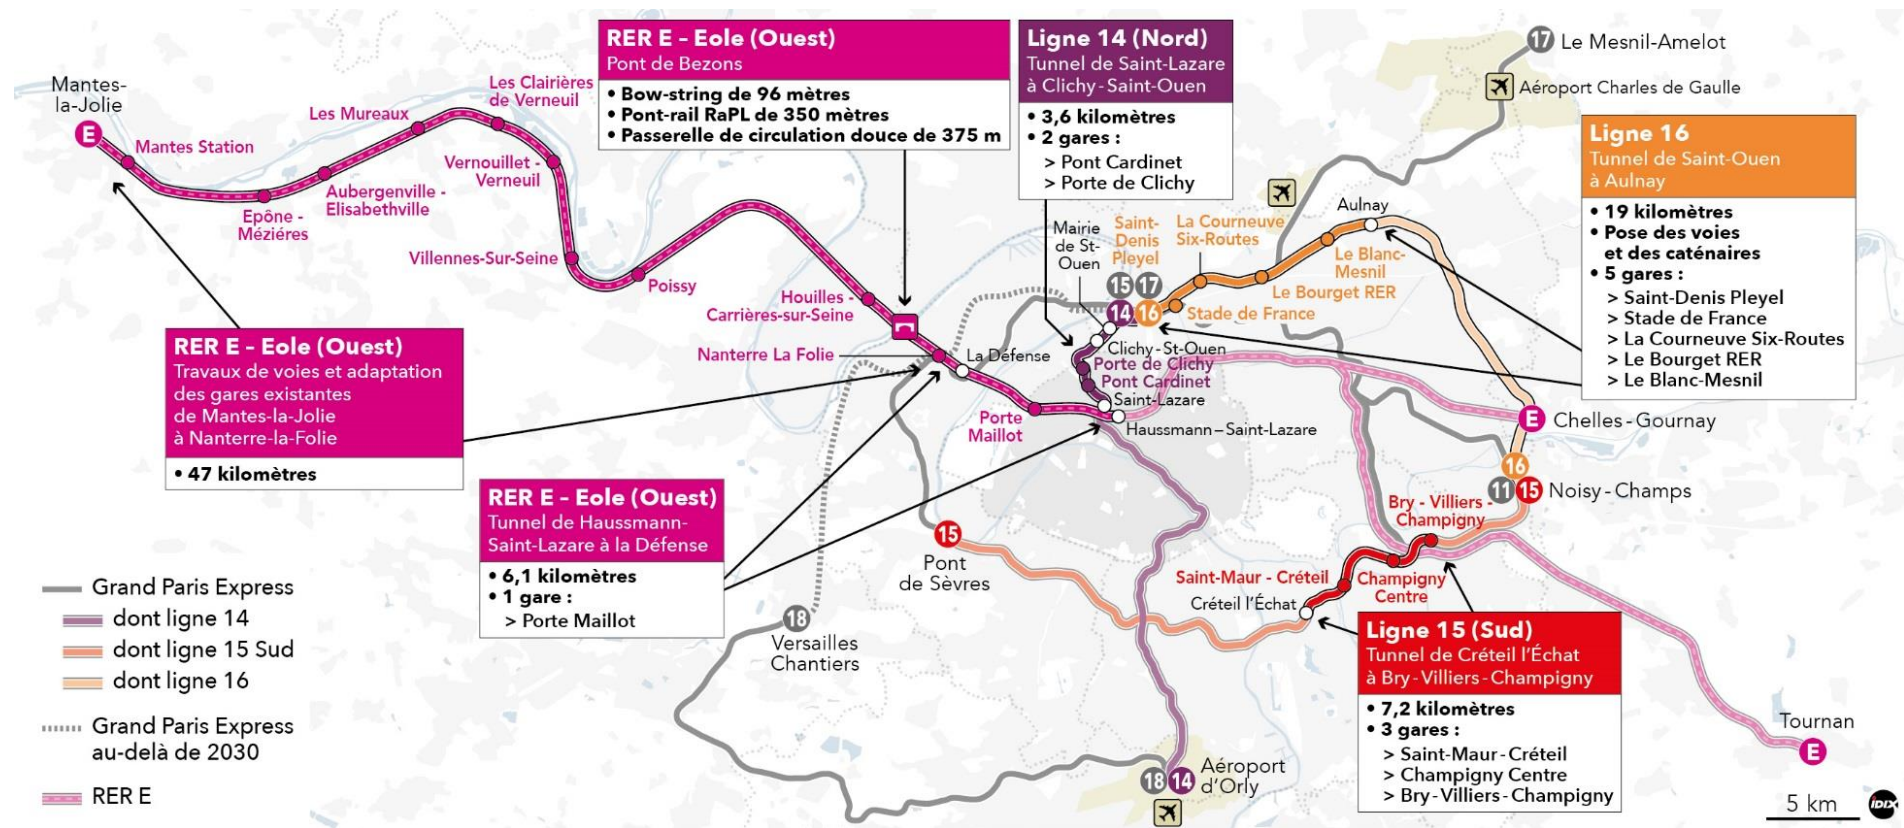 RER E - Eole (Ouest)
Pont de Bezons
• Bow-string de 96 mètres
• Pont-rail RaPL de 350 mètres
• Passerelle de circulation douce de 375 m
Ligne 14 (Nord)
Tunnel de Saint-Lazare
à Clichy-Saint-Ouen
• 3,6 kilomètres
• 2 gares :
> Pont Cardinet
> Porte de Clichy
17 Le Mesnil-Amelot
Aéroport Charles de Gaulle
Ligne 16
Tunnel de Saint-Ouen
à Aulnay
• 19 kilomètres
• Pose des voies
et des caténaires
• 5 gares :
> Saint-Denis Pleyel
> Stade de France
> La Courneuve Six-Routes
> Le Bourget RER
> Le Blanc-Mesnil
Mantes-
la-Jolie
E
Mantes Station
Epône -
Méziéres
Aubergenville -
Elisabethville
Les Mureaux
Les Clairières
de Verneuil
Vernouillet -
Verneuil
Villennes-Sur-Seine
Poissy
Houilles -
Carrières-sur-Seine
Nanterre La Folie
La Défense
Porte
Maillot
Haussmann – Saint-Lazare
Saint-Lazare
Pont Cardinet
Porte de Clichy
Clichy - St-Ouen
Mairie
de St-
Ouen
Saint-
Denis
Pleyel
15 17
14 16
Stade de France
La Courneuve
Six-Routes
Le Bourget RER
Le Blanc-
Mesnil
Aulnay
E
Chelles - Gournay
16
11 15 Noisy - Champs
Bry - Villiers -
Champigny
Champigny
Centre
Saint-Maur - Créteil
Créteil l'Échat
15
Pont
de Sèvres
18
Versailles
Chantiers
18 14
Aéroport
d'Orly
Tournan
E
RER E - Eole (Ouest)
Travaux de voies et adaptation
des gares existantes
de Mantes-la-Jolie
à Nanterre-la-Folie
• 47 kilomètres
RER E - Eole (Ouest)
Tunnel de Haussmann-
Saint-Lazare à la Défense
• 6,1 kilomètres
• 1 gare :
> Porte Maillot
Ligne 15 (Sud)
Tunnel de Créteil l'Échat
à Bry - Villiers - Champigny
• 7,2 kilomètres
• 3 gares :
> Saint-Maur - Créteil
> Champigny Centre
> Bry - Villiers - Champigny
Grand Paris Express
dont ligne 14
dont ligne 15 Sud
dont ligne 16
Grand Paris Express
au-delà de 2030
RER E
5 km
iDIX